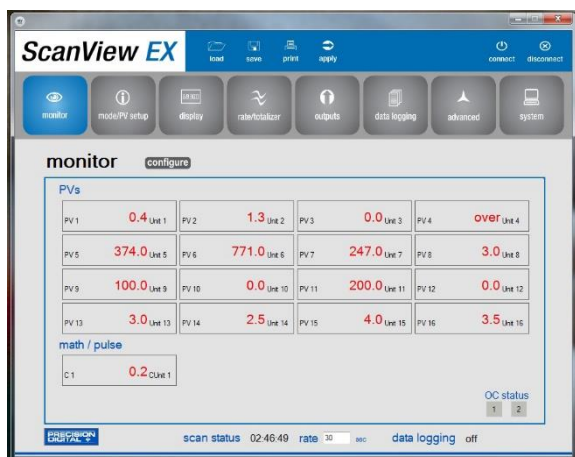 ScanView EX
load save print apply connect disconnect
monitor mode/PV setup display rate/totalizer outputs data logging advanced system
monitor configure
PVs
PV 1 0.4 Unit 1 PV 2 1.3 Unit 2 PV 3 0.0 Unit 3 PV 4 over Unit 4
PV 5 374.0 Unit 5 PV 6 771.0 Unit 6 PV 7 247.0 Unit 7 PV 8 3.0 Unit 8
PV 9 100.0 Unit 9 PV 10 0.0 Unit 10 PV 11 200.0 Unit 11 PV 12 0.0 Unit 12
PV 13 3.0 Unit 13 PV 14 2.5 Unit 14 PV 15 4.0 Unit 15 PV 16 3.5 Unit 16
math / pulse
C 1 0.2 CUnit 1
OC status
1 2
PRECISION DIGITAL scan status 02:46:49 rate 30 sec data logging off